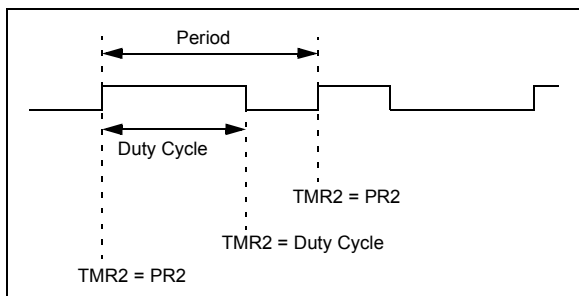 Period
Duty Cycle
TMR2 = PR2
TMR2 = Duty Cycle
TMR2 = PR2